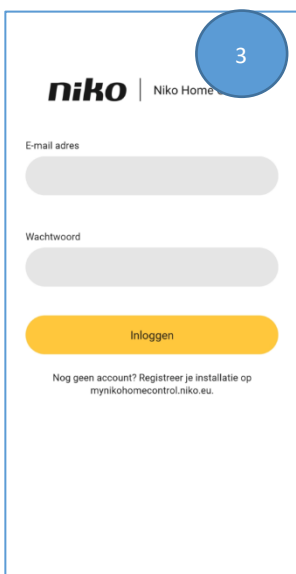 3
niko Niko Home
E-mail adres
Wachtwoord
Inloggen
Nog geen account? Registreer je installatie op
mynikohomecontrol.niko.eu.